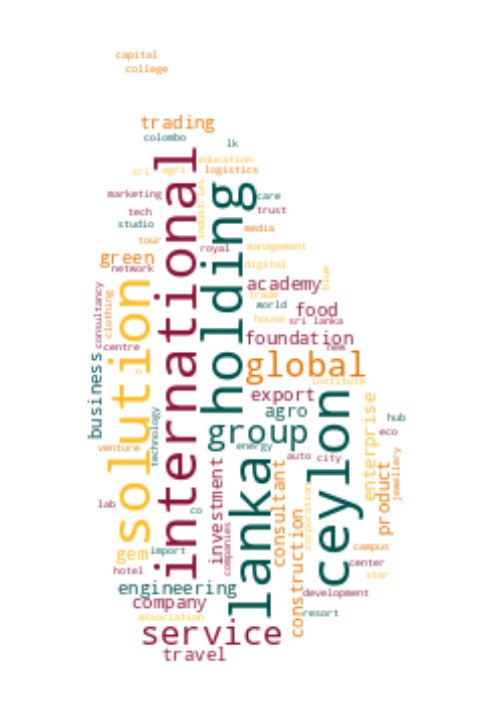 capital
college
trading
colombo
lk
education
sri
agri
logistics
international
industries
holding
marketing
care
tech
trust
studio
media
tour
royal
management
green
network
digital
blue
solution
academy
consultancy
clothing
trade
world
food
house
sri lanka
centre
foundation
new
business
global
institute
export
ceylon
enterprise
agro
hub
technology
group
eco
venture
energy
auto
city
lanka
investment
consultant
product
jewellery
lab
corporation
co
construction
companies
gem
import
campus
hotel
center
star
engineering
development
company
resort
association
service
travel